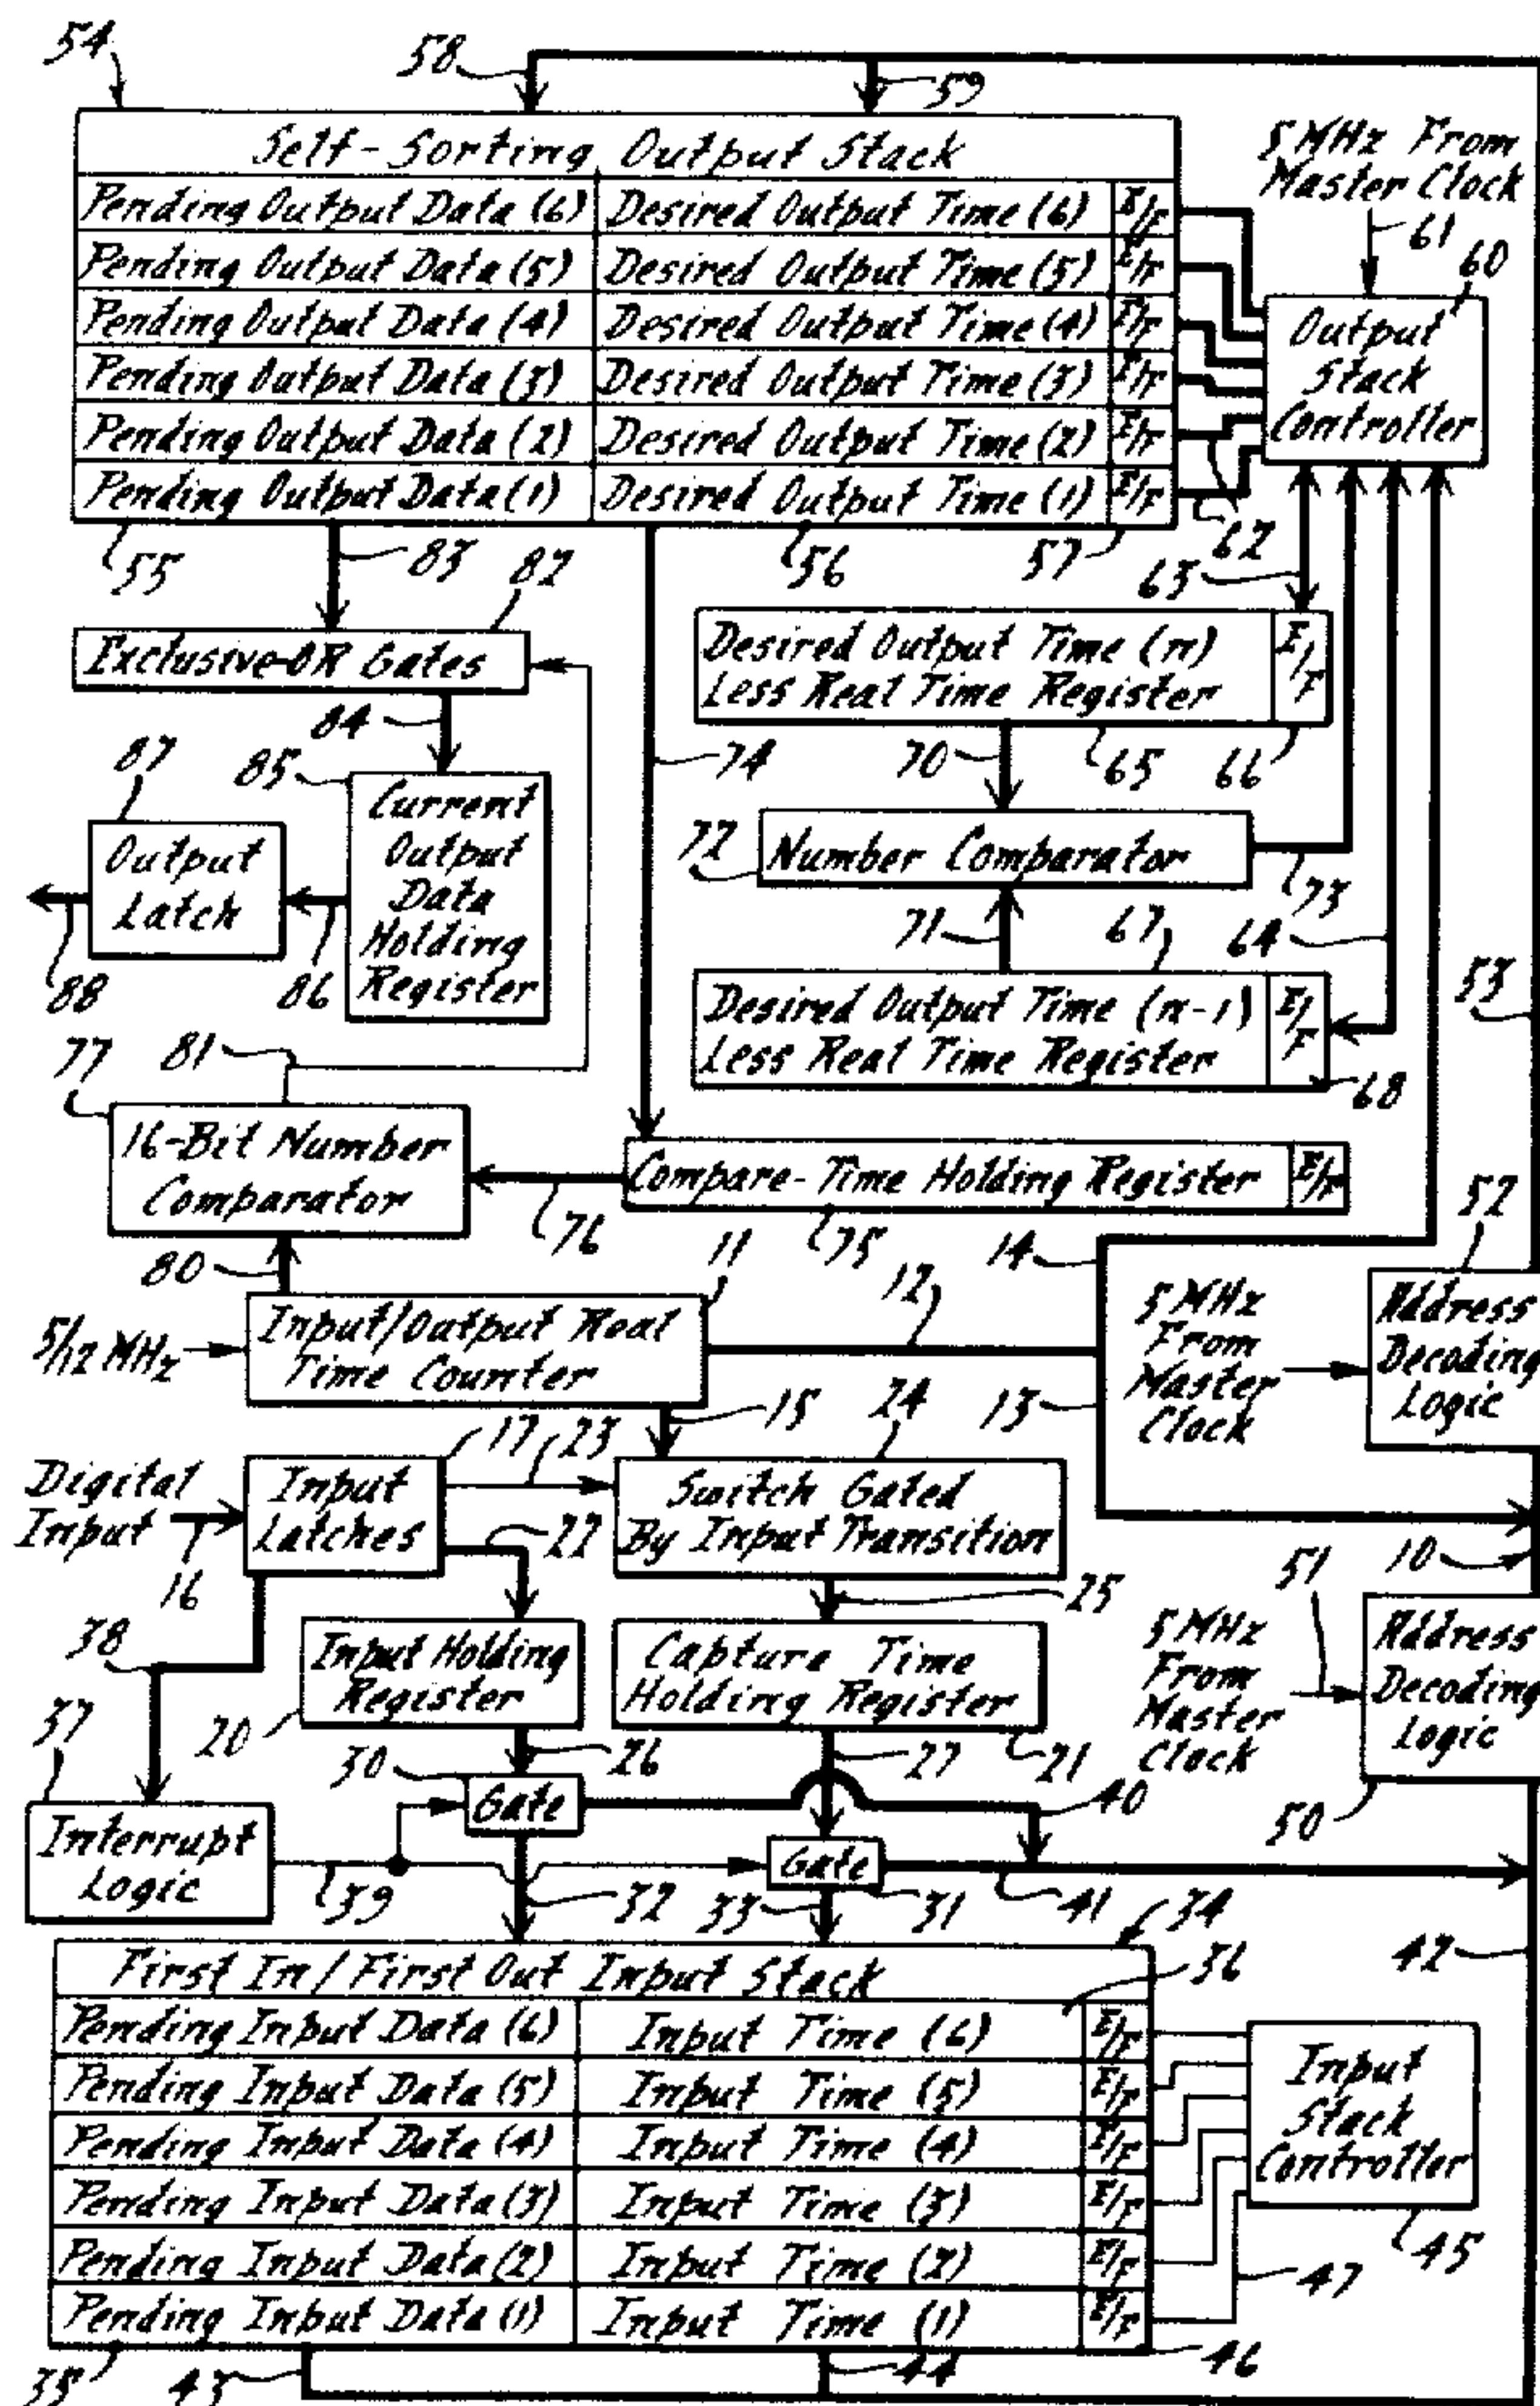 54
58
59
Self-Sorting Output Stack
Pending Output Data (6) Desired Output Time (6) E/F
Pending Output Data (5) Desired Output Time (5) E/F
Pending Output Data (4) Desired Output Time (4) E/F
Pending Output Data (3) Desired Output Time (3) E/F
Pending Output Data (2) Desired Output Time (2) E/F
Pending Output Data (1) Desired Output Time (1) E/F
5 MHz From
Master Clock
61
60
Output
Stack
Controller
55
83
82
56
57
62
63
Exclusive-OR Gates
84
Desired Output Time (n)
Less Real Time Register
E/F
74
70
65
66
87
85
Current
Output
Data
Holding
Register
Output
Latch
88
86
72
Number Comparator
73
71
67
64
53
Desired Output Time (n-1)
Less Real Time Register
E/F
68
77
81
16-Bit Number
Comparator
76
Compare-Time Holding Register E/F
75
80
11
12
14
52
5/12 MHz
Input/Output Real
Time Counter
5 MHz
From
Master
Clock
Address
Decoding
Logic
13
15
24
17
23
Digital
Input
16
Input
Latches
22
Switch Gated
By Input Transition
10
25
51
38
Input Holding
Register
20
Capture Time
Holding Register
21
5 MHz
From
Master
Clock
Address
Decoding
Logic
50
37
30
26
27
40
Gate
Interrupt
Logic
39
Gate
32
33
31
41
34
42
First In/First Out Input Stack
36
Pending Input Data (6) Input Time (6) E/F
Pending Input Data (5) Input Time (5) E/F
Pending Input Data (4) Input Time (4) E/F
Pending Input Data (3) Input Time (3) E/F
Pending Input Data (2) Input Time (2) E/F
Pending Input Data (1) Input Time (1) E/F
Input
Stack
Controller
45
47
35
43
44
46